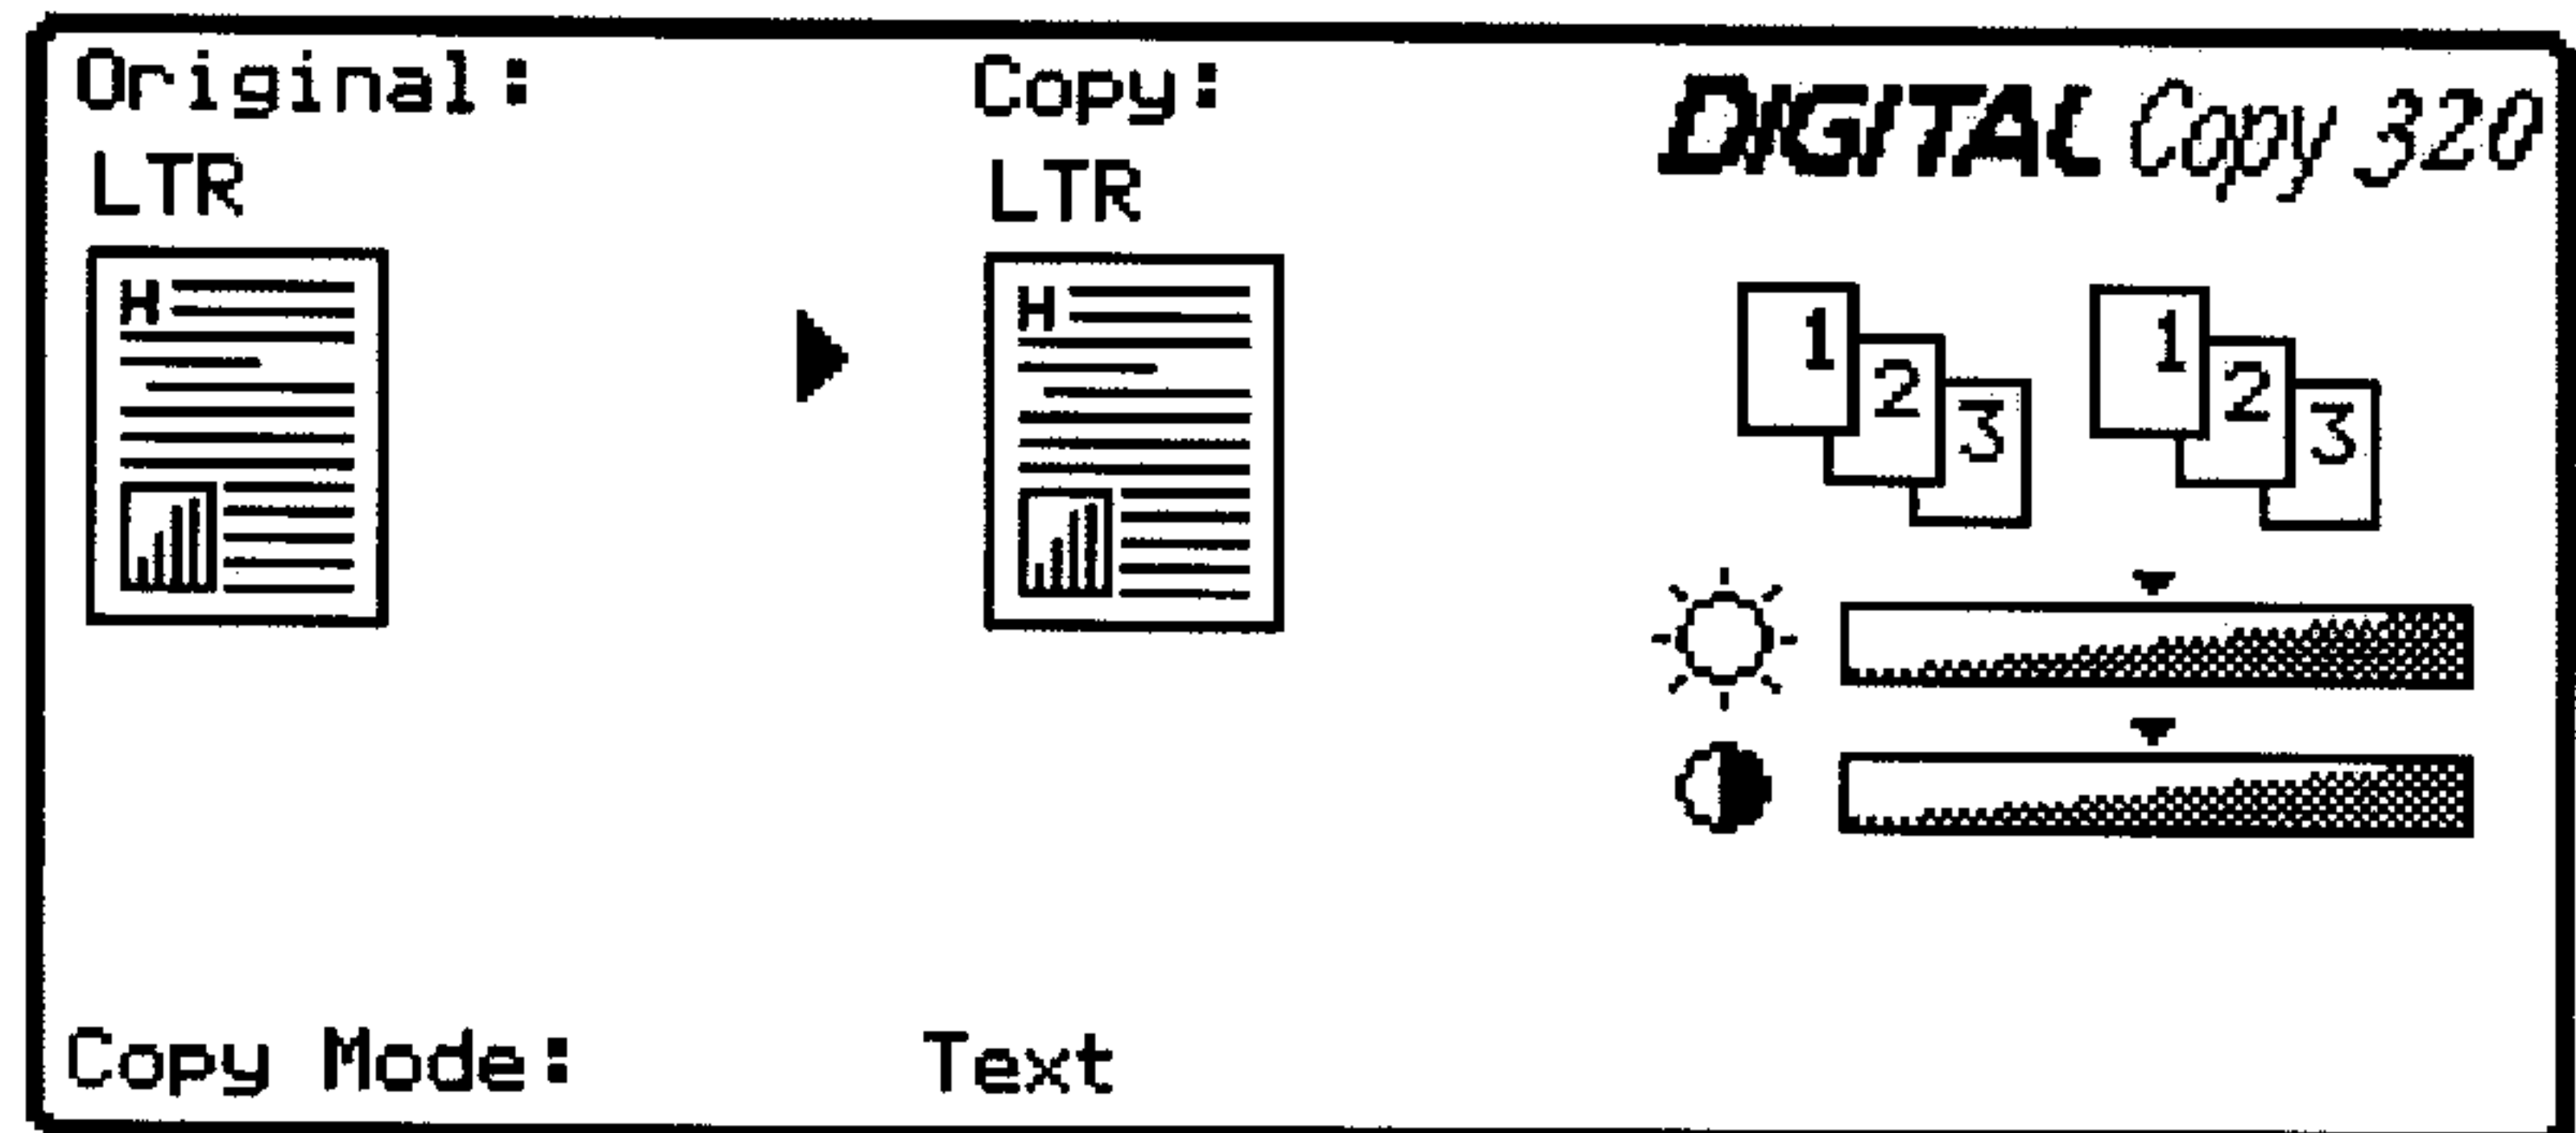 Original:
LTR
H
Copy:
LTR
H
DIGITAL Copy 320
1 2 3
1 2 3
Copy Mode: Text